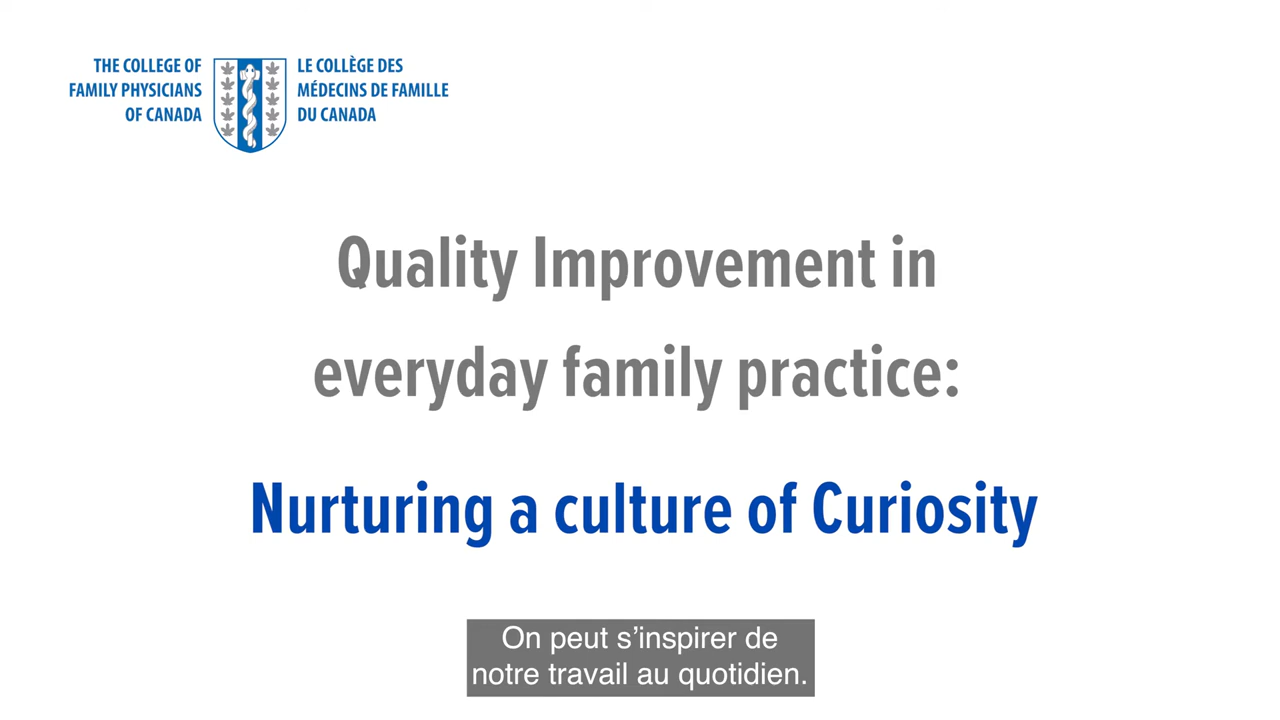 THE COLLEGE OF
FAMILY PHYSICIANS
OF CANADA
LE COLLÈGE DES
MÉDECINS DE FAMILLE
DU CANADA
Quality Improvement in
everyday family practice:
Nurturing a culture of Curiosity
On peut s’inspirer de
notre travail au quotidien.